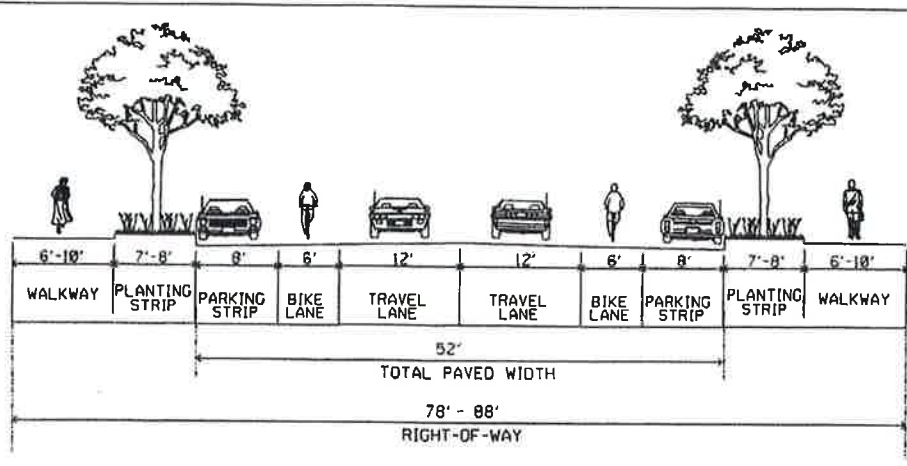 6'-10' 7'-8' 8' 6' 12' 12' 6' 8' 7'-8' 6'-10'
WALKWAY PLANTING STRIP PARKING STRIP BIKE LANE TRAVEL LANE TRAVEL LANE BIKE LANE PARKING STRIP PLANTING STRIP WALKWAY
52'
TOTAL PAVED WIDTH
78' - 88'
RIGHT-OF-WAY